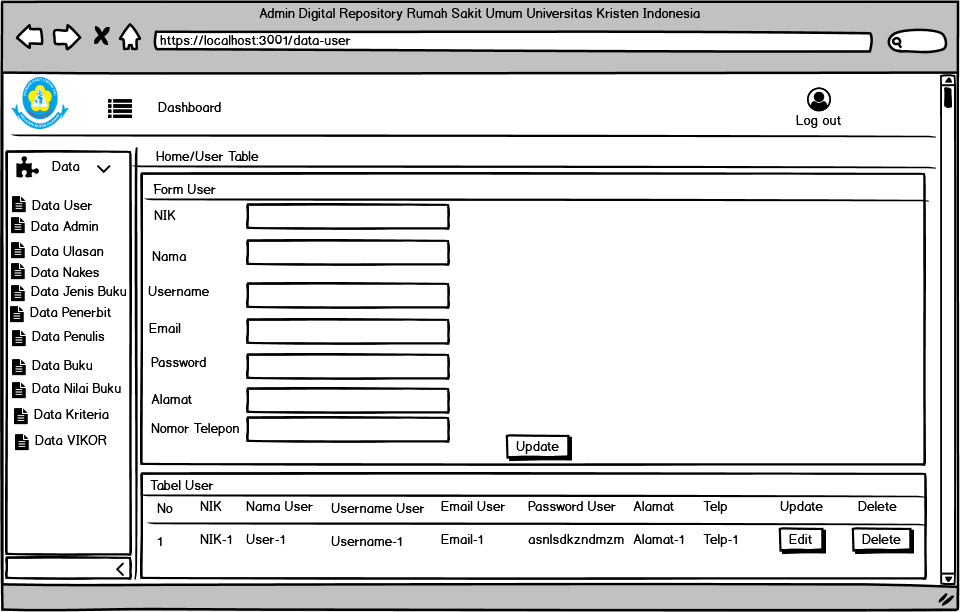 Admin Digital Repository Rumah Sakit Umum Universitas Kristen Indonesia
https://localhost:3001/data-user
Dashboard
Log out
Data
Data User
Data Admin
Data Ulasan
Data Nakes
Data Jenis Buku
Data Penerbit
Data Penulis
Data Buku
Data Nilai Buku
Data Kriteria
Data VIKOR
Home/User Table
Form User
NIK
Nama
Username
Email
Password
Alamat
Nomor Telepon
Update
Tabel User
No NIK Nama User Username User Email User Password User Alamat Telp Update Delete
1 NIK-1 User-1 Username-1 Email-1 asnlsdkzndmzm Alamat-1 Telp-1 Edit Delete